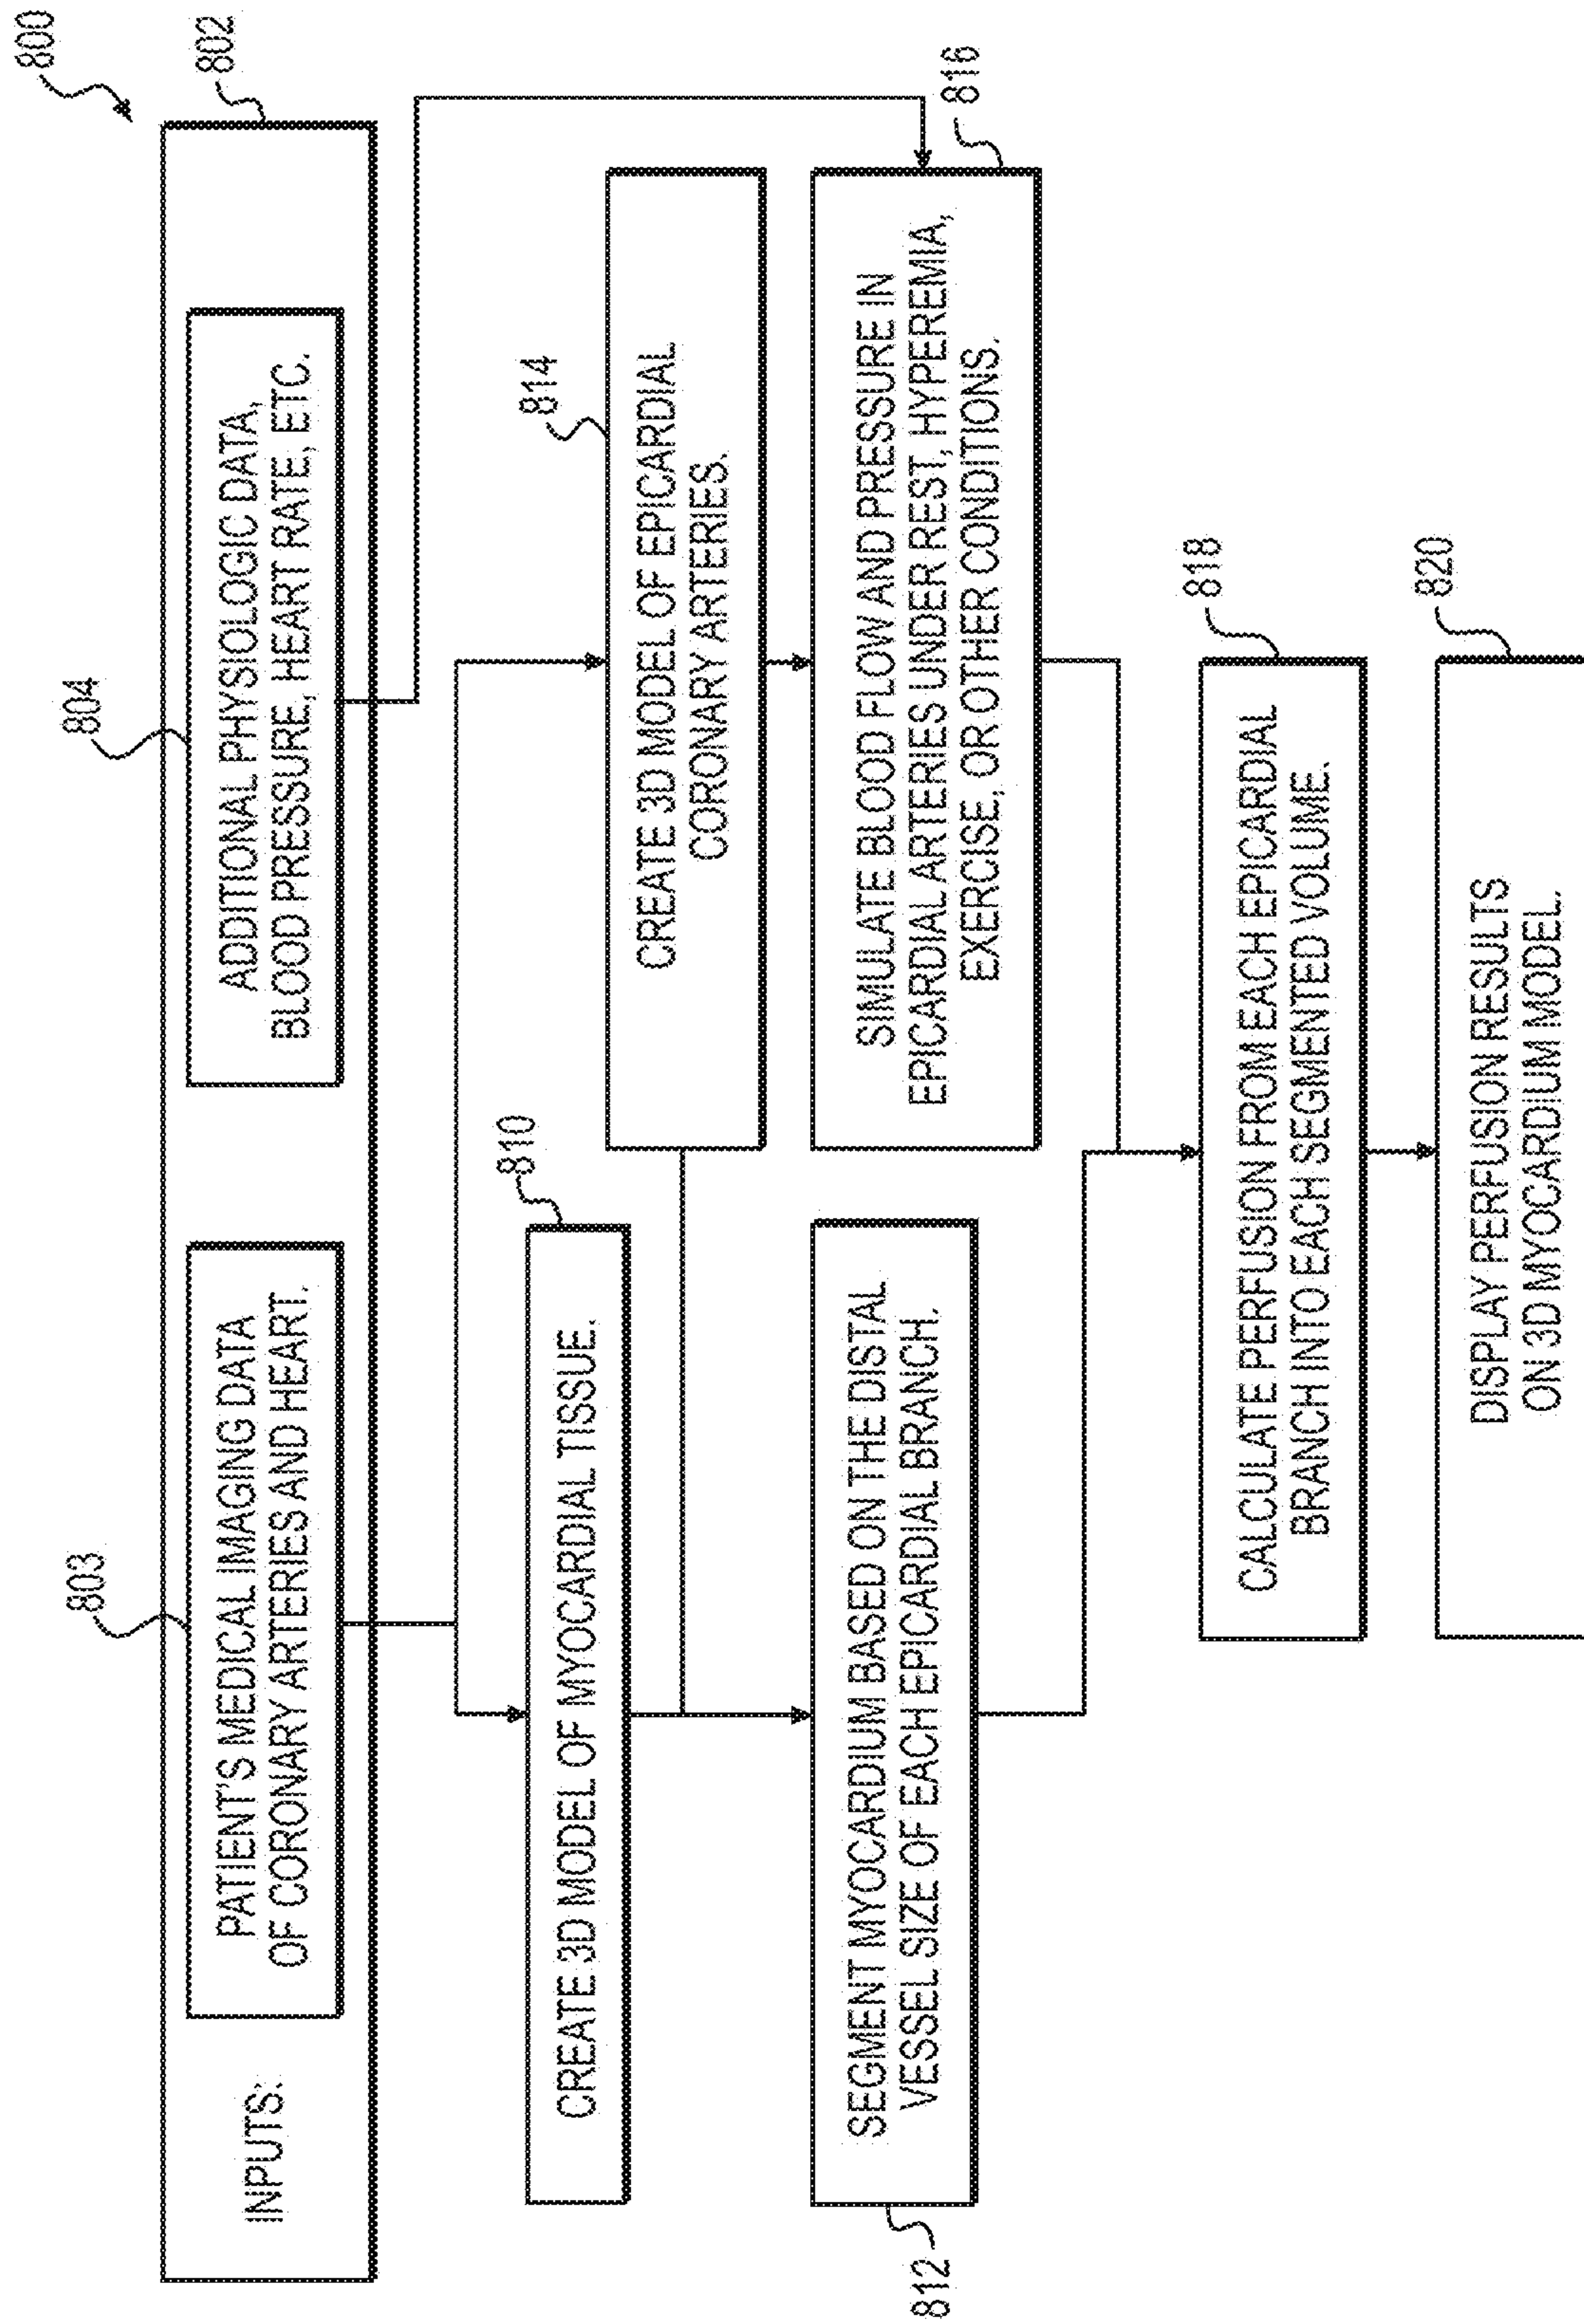 800
802
INPUTS:
803
PATIENT'S MEDICAL IMAGING DATA
OF CORONARY ARTERIES AND HEART.
804
ADDITIONAL PHYSIOLOGIC DATA,
BLOOD PRESSURE, HEART RATE, ETC.
810
CREATE 3D MODEL OF MYOCARDIAL TISSUE.
814
CREATE 3D MODEL OF EPICARDIAL
CORONARY ARTERIES.
812
SEGMENT MYOCARDIUM BASED ON THE DISTAL
VESSEL SIZE OF EACH EPICARDIAL BRANCH.
816
SIMULATE BLOOD FLOW AND PRESSURE IN
EPICARDIAL ARTERIES UNDER REST, HYPEREMIA,
EXERCISE, OR OTHER CONDITIONS.
818
CALCULATE PERFUSION FROM EACH EPICARDIAL
BRANCH INTO EACH SEGMENTED VOLUME.
820
DISPLAY PERFUSION RESULTS
ON 3D MYOCARDIUM MODEL.